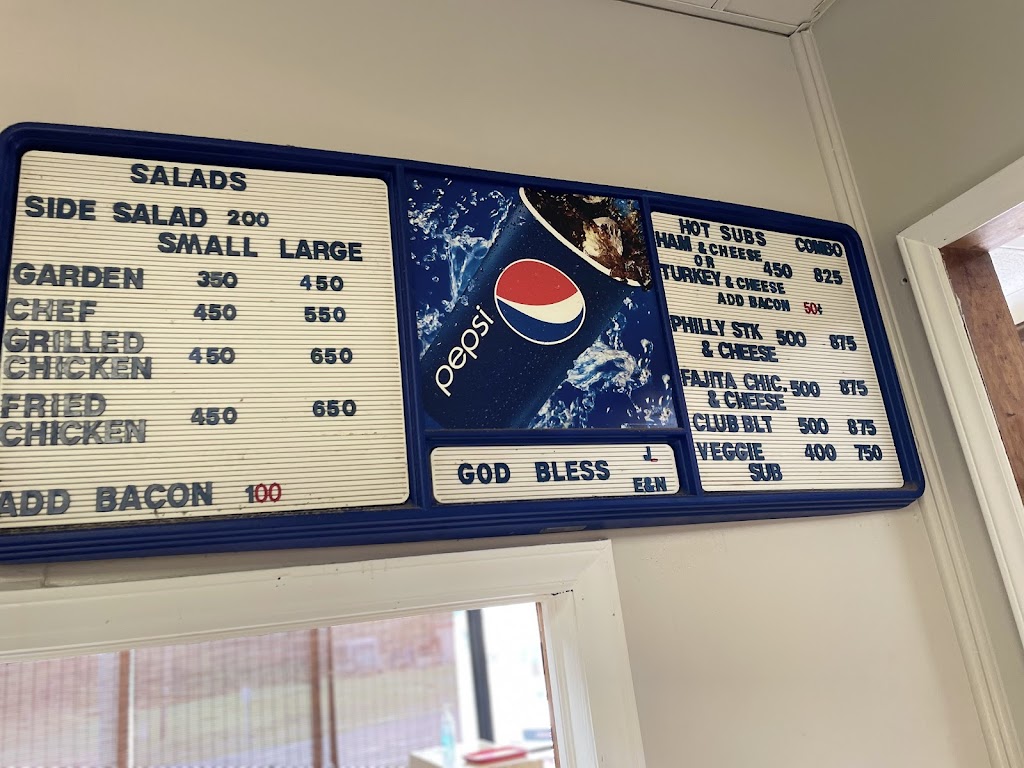 SALADS
SIDE SALAD 200
SMALL LARGE
GARDEN 350 450
CHEF 450 550
GRILLED
CHICKEN 450 650
FRIED
CHICKEN 450 650
ADD BACON 100
pepsi
GOD BLESS
J
E&N
HOT SUBS COMBO
HAM & CHEESE
OR 450 825
TURKEY & CHEESE
ADD BACON 50¢
PHILLY STK 500 875
& CHEESE
FAJITA CHIC. 500 875
& CHEESE
CLUB BLT 500 875
VEGGIE 400 750
SUB